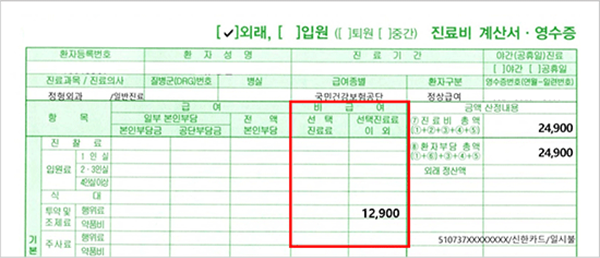 [✓]외래, [ ]입원 ([ ]퇴원 [ ]중간) 진료비 계산서 · 영수증
환자등록번호 환 자 성 명 진 료 기 간 야간(공휴일)진료
[ ]야간 [ ] 공휴일
진료과목 / 진료의사 질병군(DRG)번호 병실 급여종별 환자구분 영수증번호(연월-일련번호)
정형외과 /일반진료 국민건강보험공단 정상급여
항 목 급 여 비 급 여 금액 산정내용
일부 본인부담 전 액 선 택 선택진료료 ⑦ 진 료 비 총 액 24,900
본인부담금 공단부담금 본인부담 진료료 이 외 (①+②+③+④+⑤)
진 찰 료 ⑧ 환자부담 총액 24,900
입원료 1 인 실 (①+⑥)+③+④+⑤
2 · 3인실 외래 정산액
4인실이상
식 대
투약 및 행위료 12,900
조제료 약품비
기본 주사료 행위료
약품비 510737XXXXXXXX/신한카드/일시불